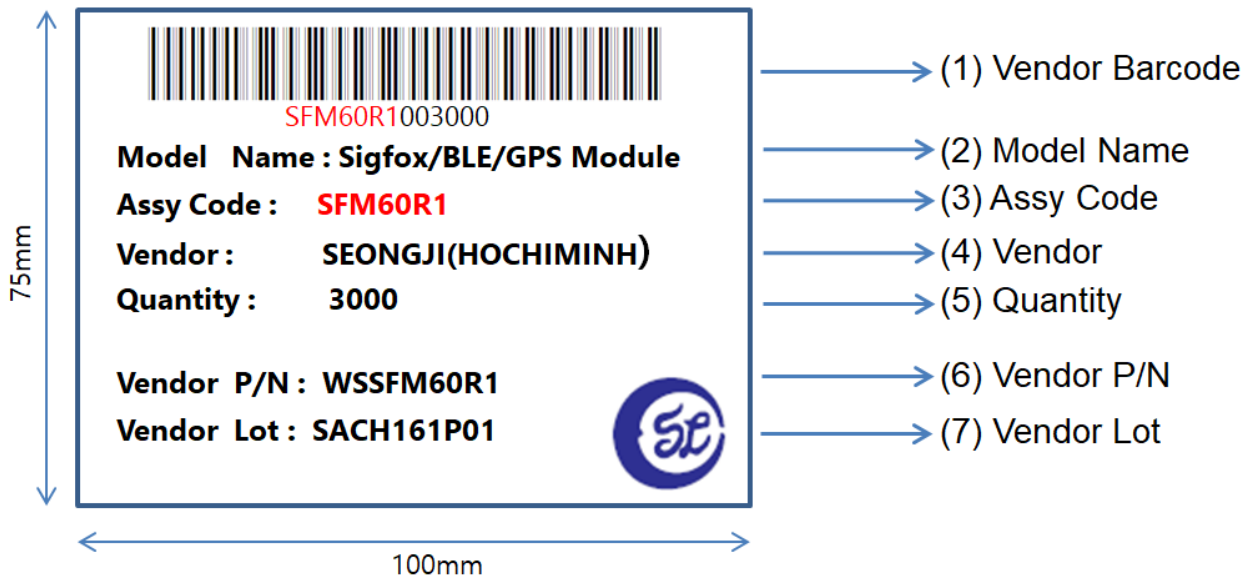 (1) Vendor Barcode
SFM60R1003000
Model Name : Sigfox/BLE/GPS Module
(2) Model Name
Assy Code : SFM60R1
(3) Assy Code
Vendor : SEONGJI(HOCHIMINH)
(4) Vendor
Quantity : 3000
(5) Quantity
Vendor P/N : WSSFM60R1
(6) Vendor P/N
Vendor Lot : SACH161P01
(7) Vendor Lot
SL
75mm
100mm